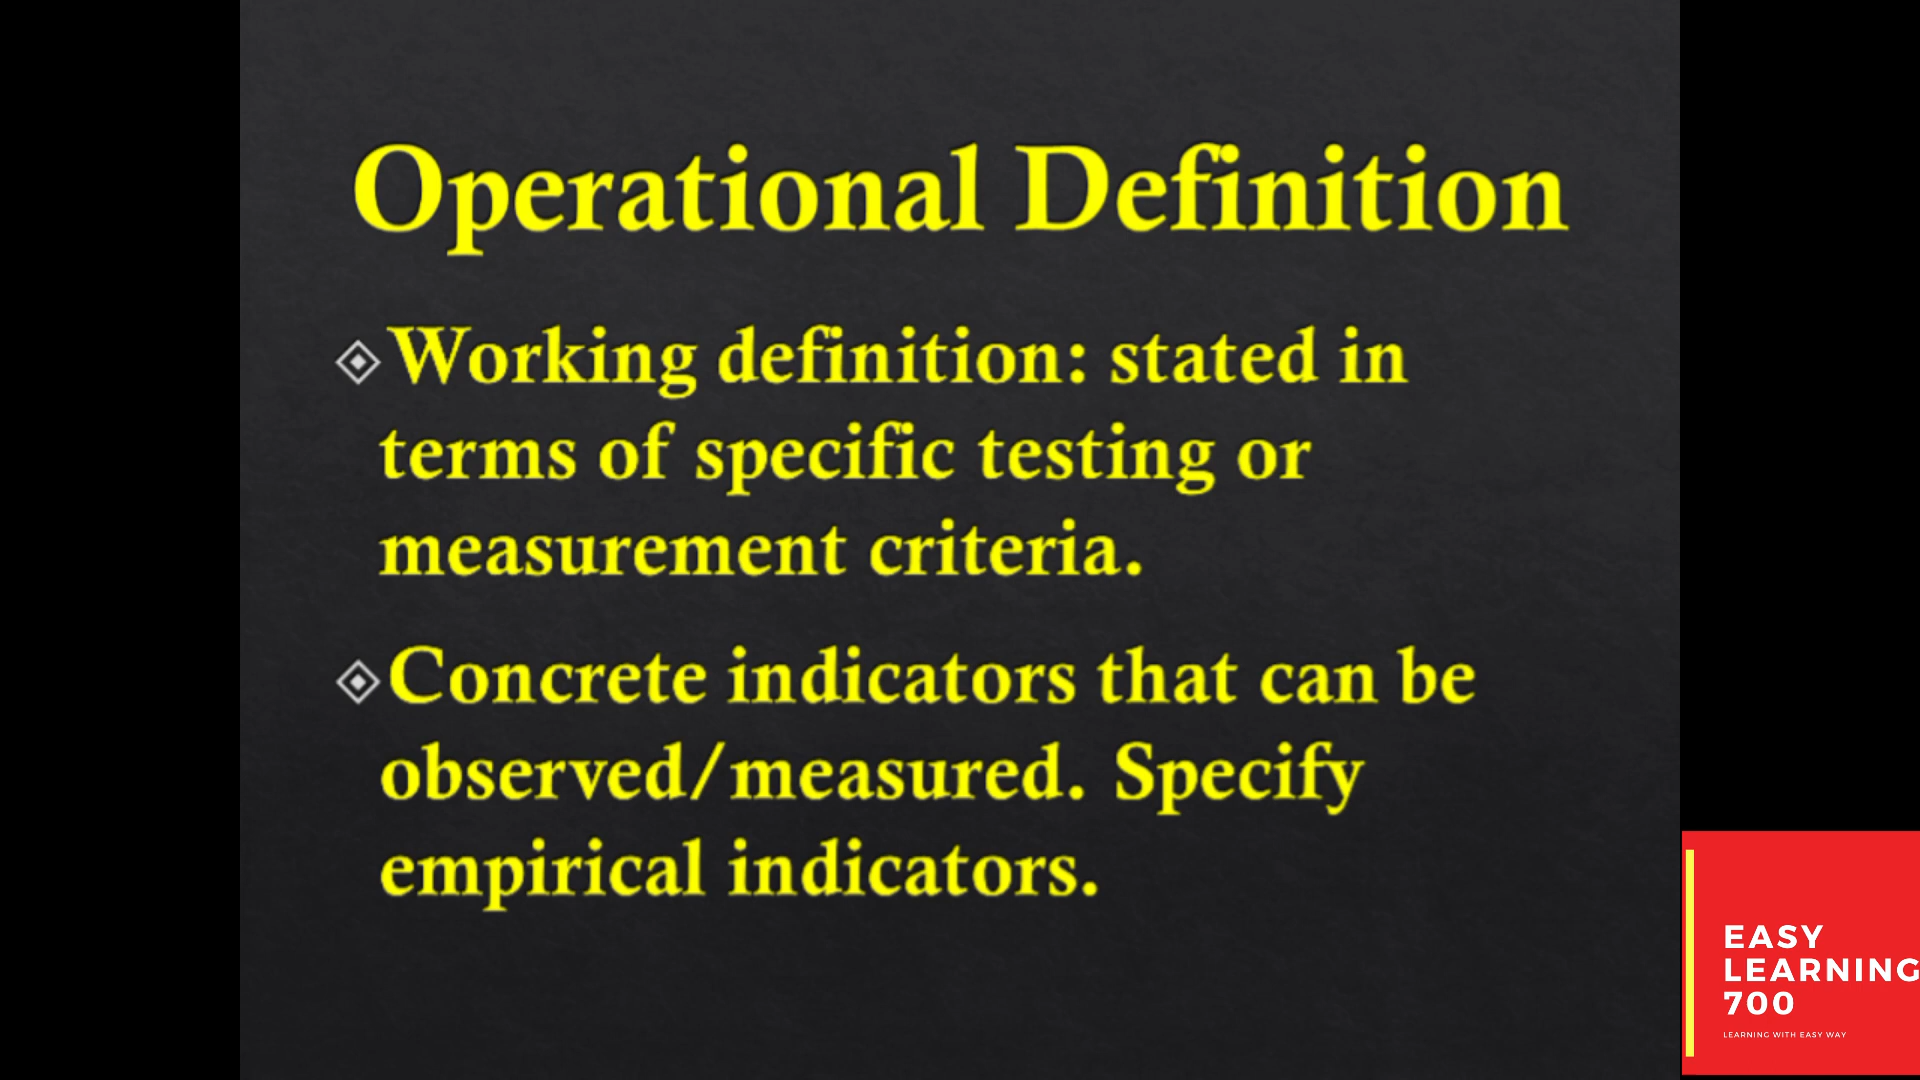 Operational Definition
Working definition: stated in
terms of specific testing or
measurement criteria.
Concrete indicators that can be
observed/measured. Specify
empirical indicators.
EASY
LEARNING
700
LEARNING WITH EASY WAY